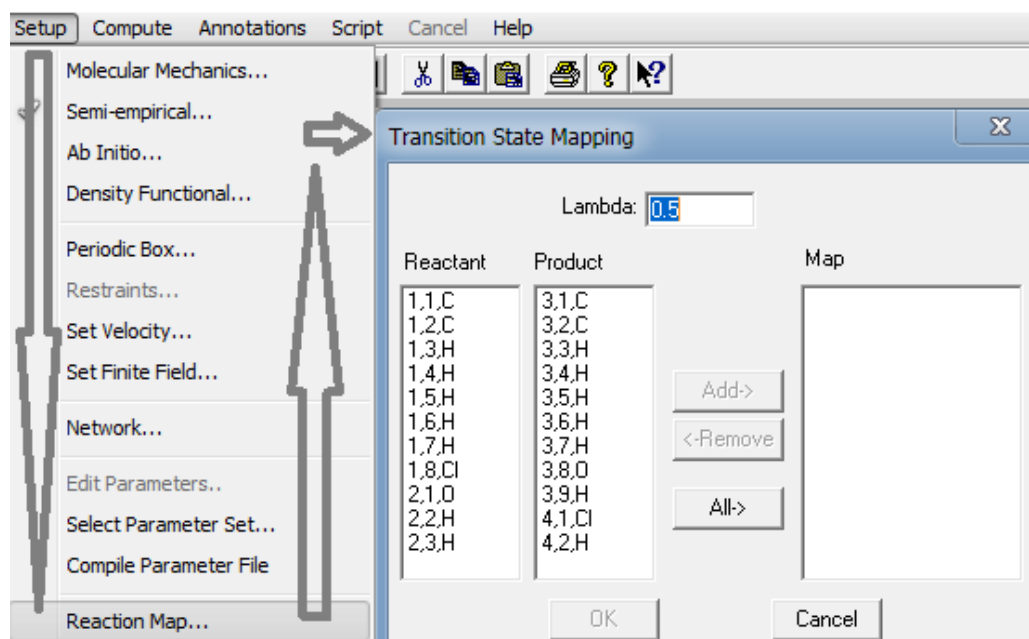 Setup Compute Annotations Script Cancel Help
Molecular Mechanics...
Semi-empirical...
Ab Initio...
Density Functional...
Periodic Box...
Restraints...
Set Velocity...
Set Finite Field...
Network...
Edit Parameters..
Select Parameter Set...
Compile Parameter File
Reaction Map...
Transition State Mapping
Lambda: 0.5
Reactant Product Map
1,1,C 3,1,C
1,2,C 3,2,C
1,3,H 3,3,H
1,4,H 3,4,H
1,5,H 3,5,H
1,6,H 3,6,H
1,7,H 3,7,H
1,8,Cl 3,8,O
2,1,O 3,9,H
2,2,H 4,1,Cl
2,3,H 4,2,H
Add->
<-Remove
All->
OK Cancel